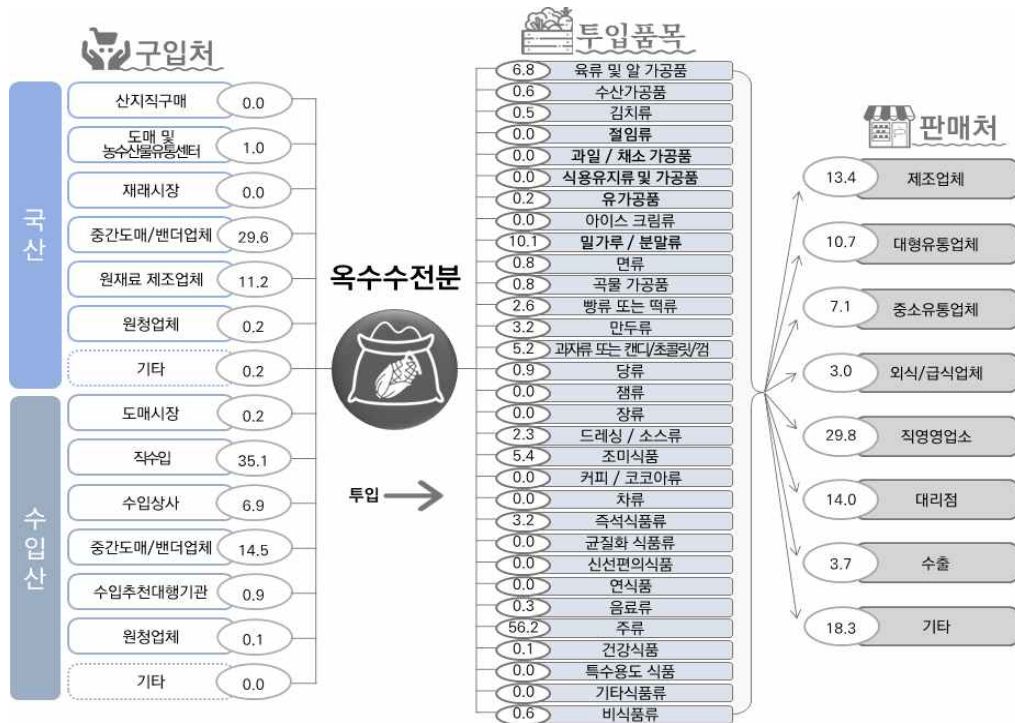 구입처
국산
산지직구매 0.0
도매 및
농수산물유통센터 1.0
재래시장 0.0
중간도매/밴더업체 29.6
원재료 제조업체 11.2
원청업체 0.2
기타 0.2
수입산
도매시장 0.2
직수입 35.1
수입상사 6.9
중간도매/밴더업체 14.5
수입추천대행기관 0.9
원청업체 0.1
기타 0.0
옥수수전분
투입
투입품목
6.8 육류 및 알 가공품
0.6 수산가공품
0.5 김치류
0.0 절임류
0.0 과일 / 채소 가공품
0.0 식용유지류 및 가공품
0.2 유가공품
0.0 아이스 크림류
10.1 밀가루 / 분말류
0.8 면류
0.8 곡물 가공품
2.6 빵류 또는 떡류
3.2 만두류
5.2 과자류 또는 캔디/초콜릿/껌
0.9 당류
0.0 잼류
0.0 장류
2.3 드레싱 / 소스류
5.4 조미식품
0.0 커피 / 코코아류
0.0 차류
3.2 즉석식품류
0.0 균질화 식품류
0.0 신선편의식품
0.0 연식품
0.3 음료류
56.2 주류
0.1 건강식품
0.0 특수용도 식품
0.0 기타식품류
0.6 비식품류
판매처
13.4 제조업체
10.7 대형유통업체
7.1 중소유통업체
3.0 외식/급식업체
29.8 직영영업소
14.0 대리점
3.7 수출
18.3 기타